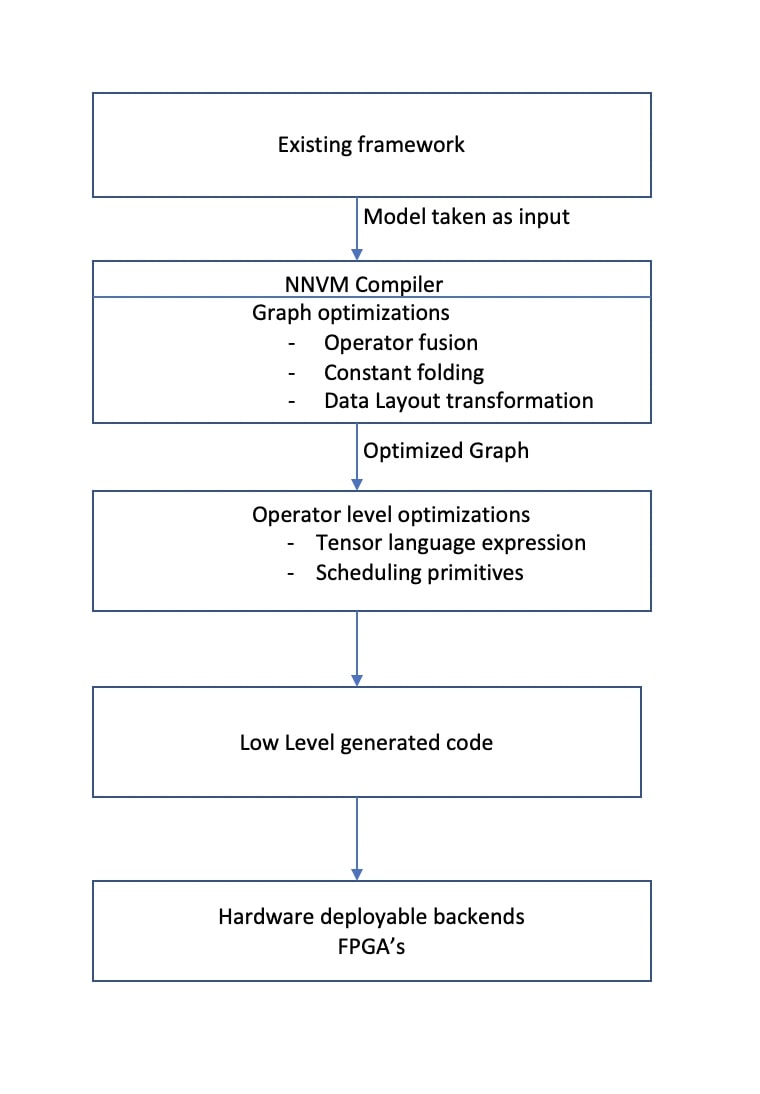 Existing framework
Model taken as input
NNVM Compiler
Graph optimizations
- Operator fusion
- Constant folding
- Data Layout transformation
Optimized Graph
Operator level optimizations
- Tensor language expression
- Scheduling primitives
Low Level generated code
Hardware deployable backends
FPGA’s